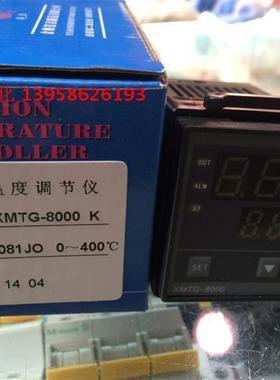 13958626193
ION
RATURE
OLLER
温度调节仪
XMTG-8000 K
081JO 0～400℃
14 04
OUT
ALM
AT
SET
XMTG-8000